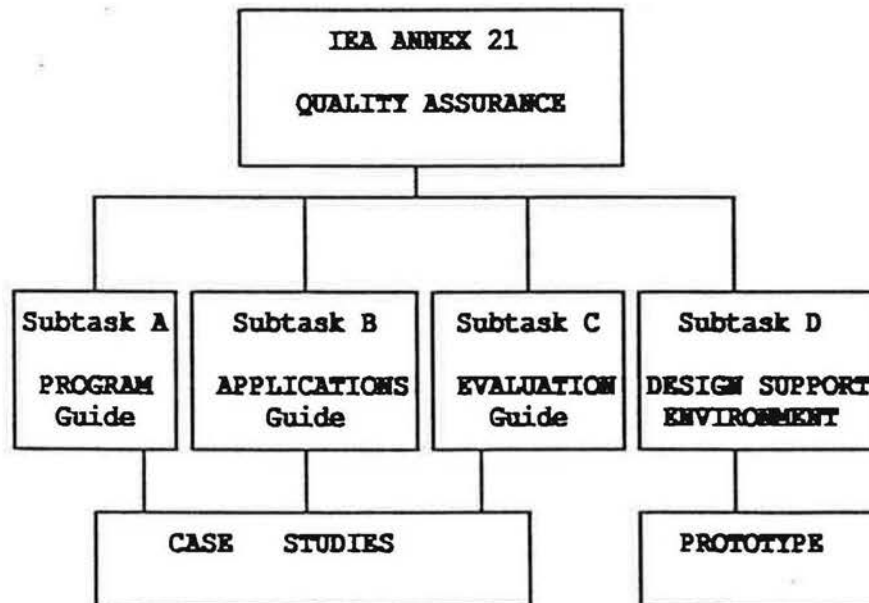 IEA ANNEX 21
QUALITY ASSURANCE
Subtask A
PROGRAM
Guide
Subtask B
APPLICATIONS
Guide
Subtask C
EVALUATION
Guide
Subtask D
DESIGN SUPPORT
ENVIRONMENT
CASE STUDIES
PROTOTYPE